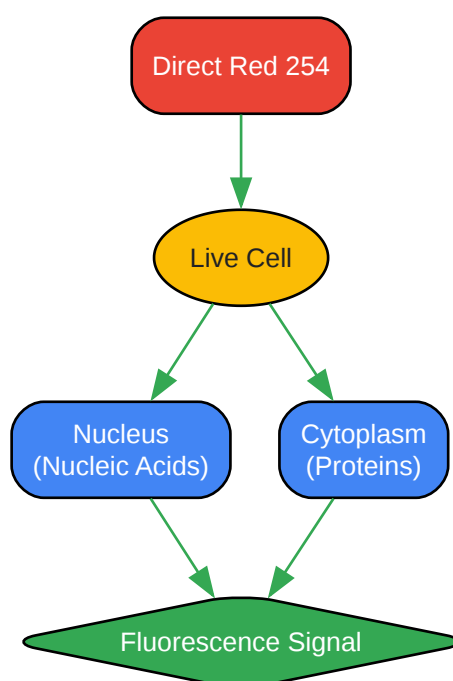 Direct Red 254
Live Cell
Nucleus
(Nucleic Acids)
Cytoplasm
(Proteins)
Fluorescence Signal